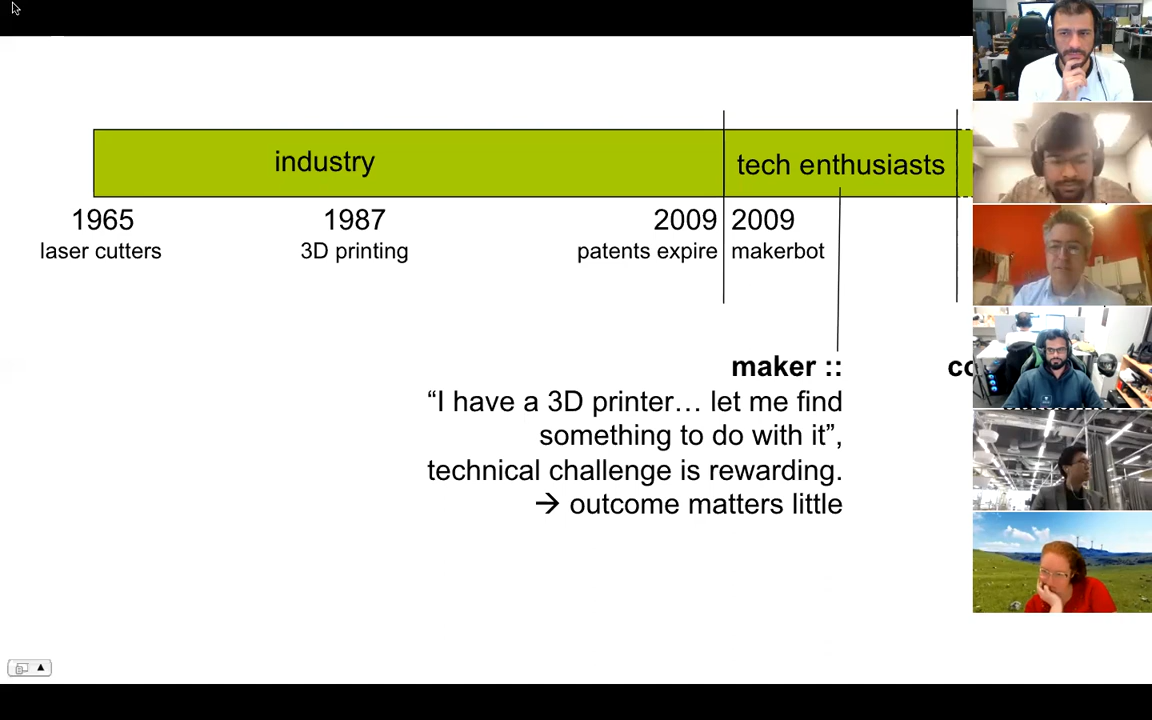 industry
tech enthusiasts
1965
1987
2009
2009
laser cutters
3D printing
patents expire
makerbot
maker ::
“I have a 3D printer… let me find
something to do with it”,
technical challenge is rewarding.
→ outcome matters little